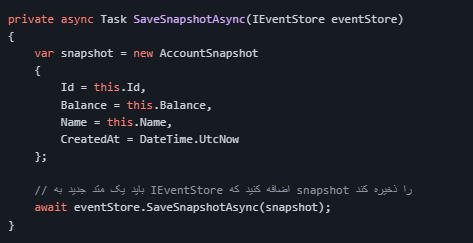 private async Task SaveSnapshotAsync(IEventStore eventStore)
{
var snapshot = new AccountSnapshot
{
Id = this.Id,
Balance = this.Balance,
Name = this.Name,
CreatedAt = DateTime.UtcNow
};
// باید یک متد جدید به IEventStore اضافه کنید که snapshot را ذخیره کند
await eventStore.SaveSnapshotAsync(snapshot);
}